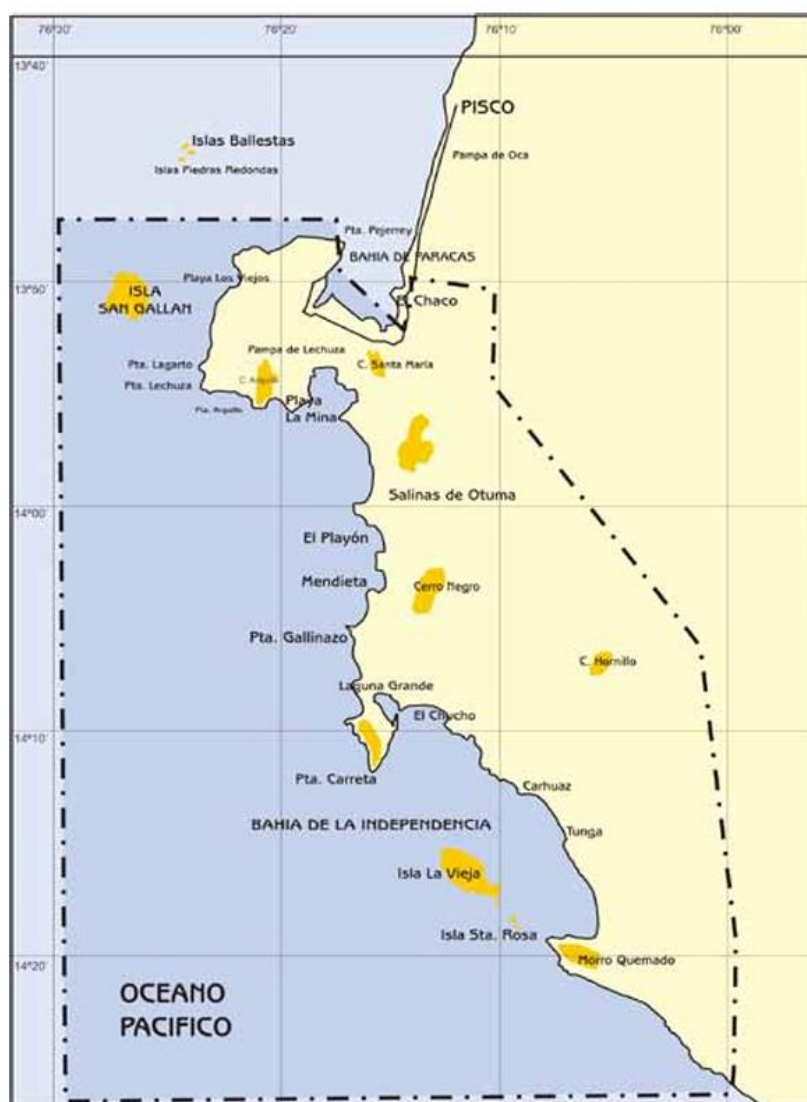 76°30'
76°20'
76°10'
76°00'
13°40'
PISCO
Islas Ballestas
Pampa de Oca
Islas Piedras Redondas
Pta. Pejerrey
BAHIA DE PARACAS
Playa Los Viejos
13°50'
ISLA
SAN GALLAN
El Chaco
Pampa de Lechuza
Pta. Lagarto
C. Santa María
Pta. Lechuza
Playa
La Mina
Salinas de Otuma
14°00'
El Playón
Mendieta
Cerro Negro
Pta. Gallinazo
C. Hornillo
Laguna Grande
El Chucho
14°10'
Pta. Carreta
Carhuaz
BAHIA DE LA INDEPENDENCIA
Tunga
Isla La Vieja
Isla Sta. Rosa
14°20'
Morro Quemado
OCEANO
PACIFICO